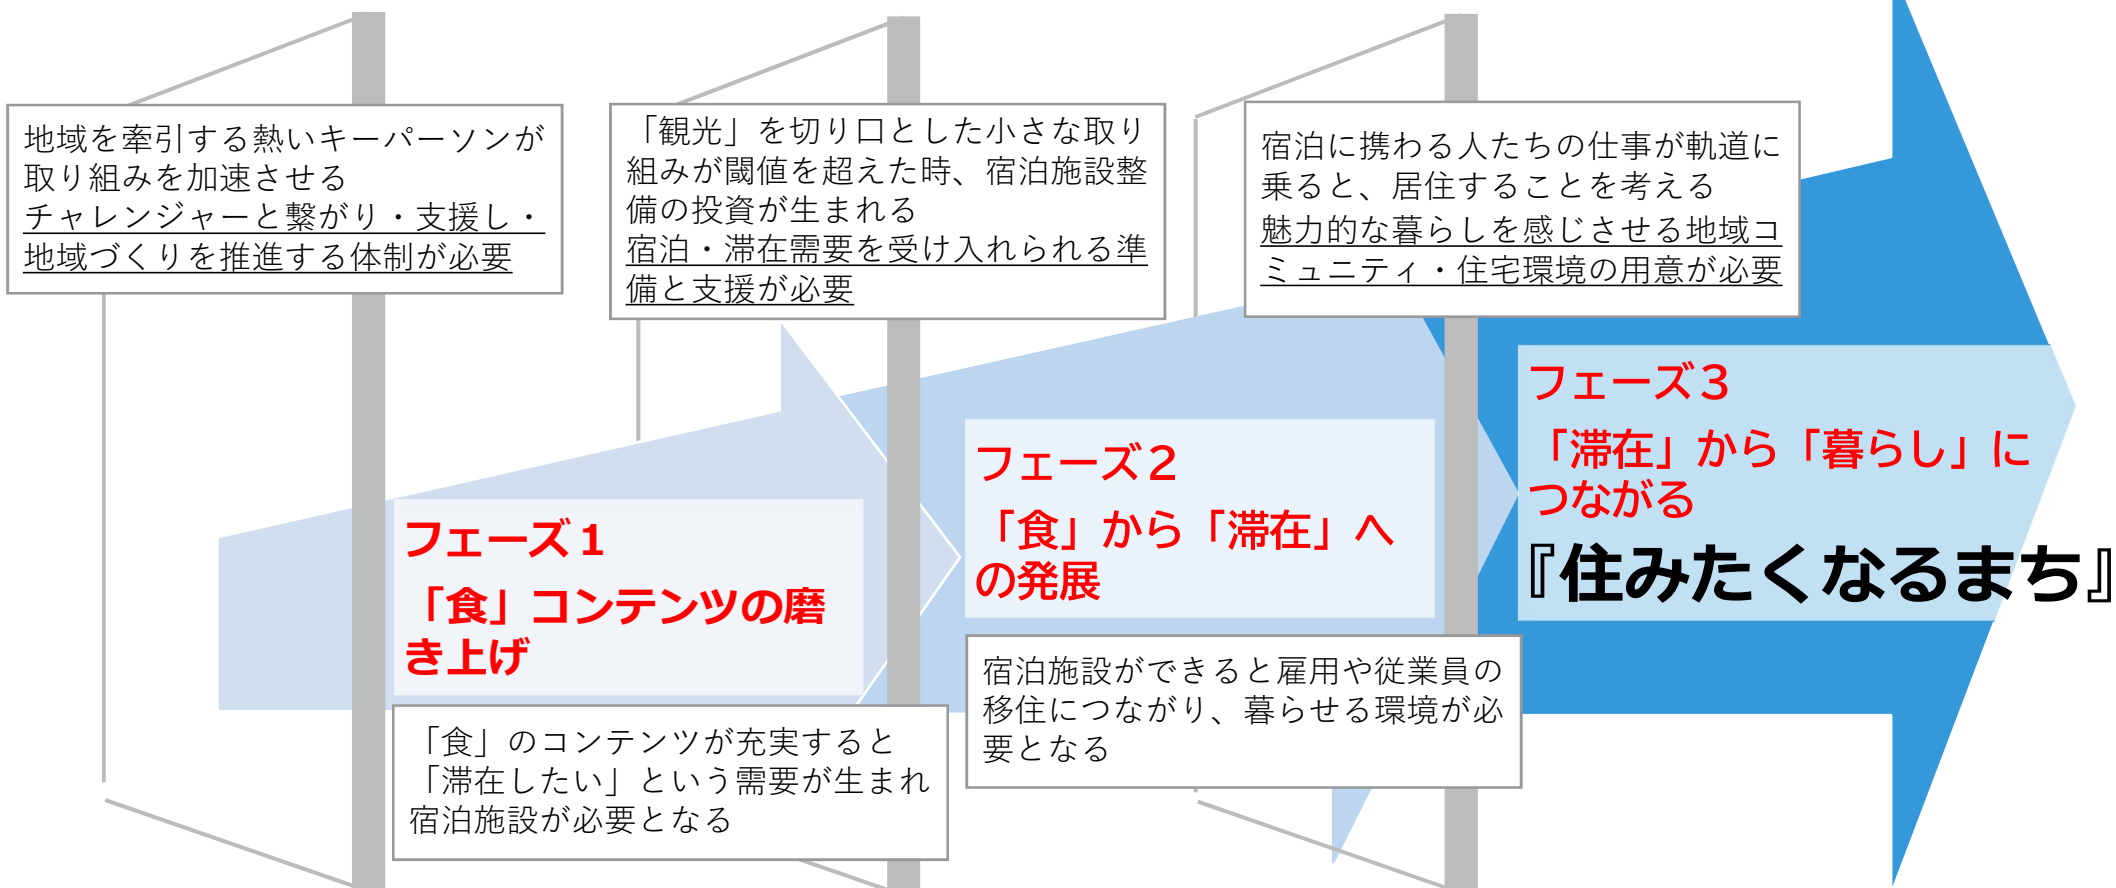 地域を牽引する熱いキーパーソンが
取り組みを加速させる
チャレンジャーと繋がり・支援し・
地域づくりを推進する体制が必要
「観光」を切り口とした小さな取り
組みが閾値を超えた時、宿泊施設整
備の投資が生まれる
宿泊・滞在需要を受け入れられる準
備と支援が必要
宿泊に携わる人たちの仕事が軌道に
乗ると、居住することを考える
魅力的な暮らしを感じさせる地域コ
ミュニティ・住宅環境の用意が必要
フェーズ１
「食」コンテンツの磨
き上げ
「食」のコンテンツが充実すると
「滞在したい」という需要が生まれ
宿泊施設が必要となる
フェーズ２
「食」から「滞在」へ
の発展
宿泊施設ができると雇用や従業員の
移住につながり、暮らせる環境が必
要となる
フェーズ３
「滞在」から「暮らし」に
つながる
『住みたくなるまち』